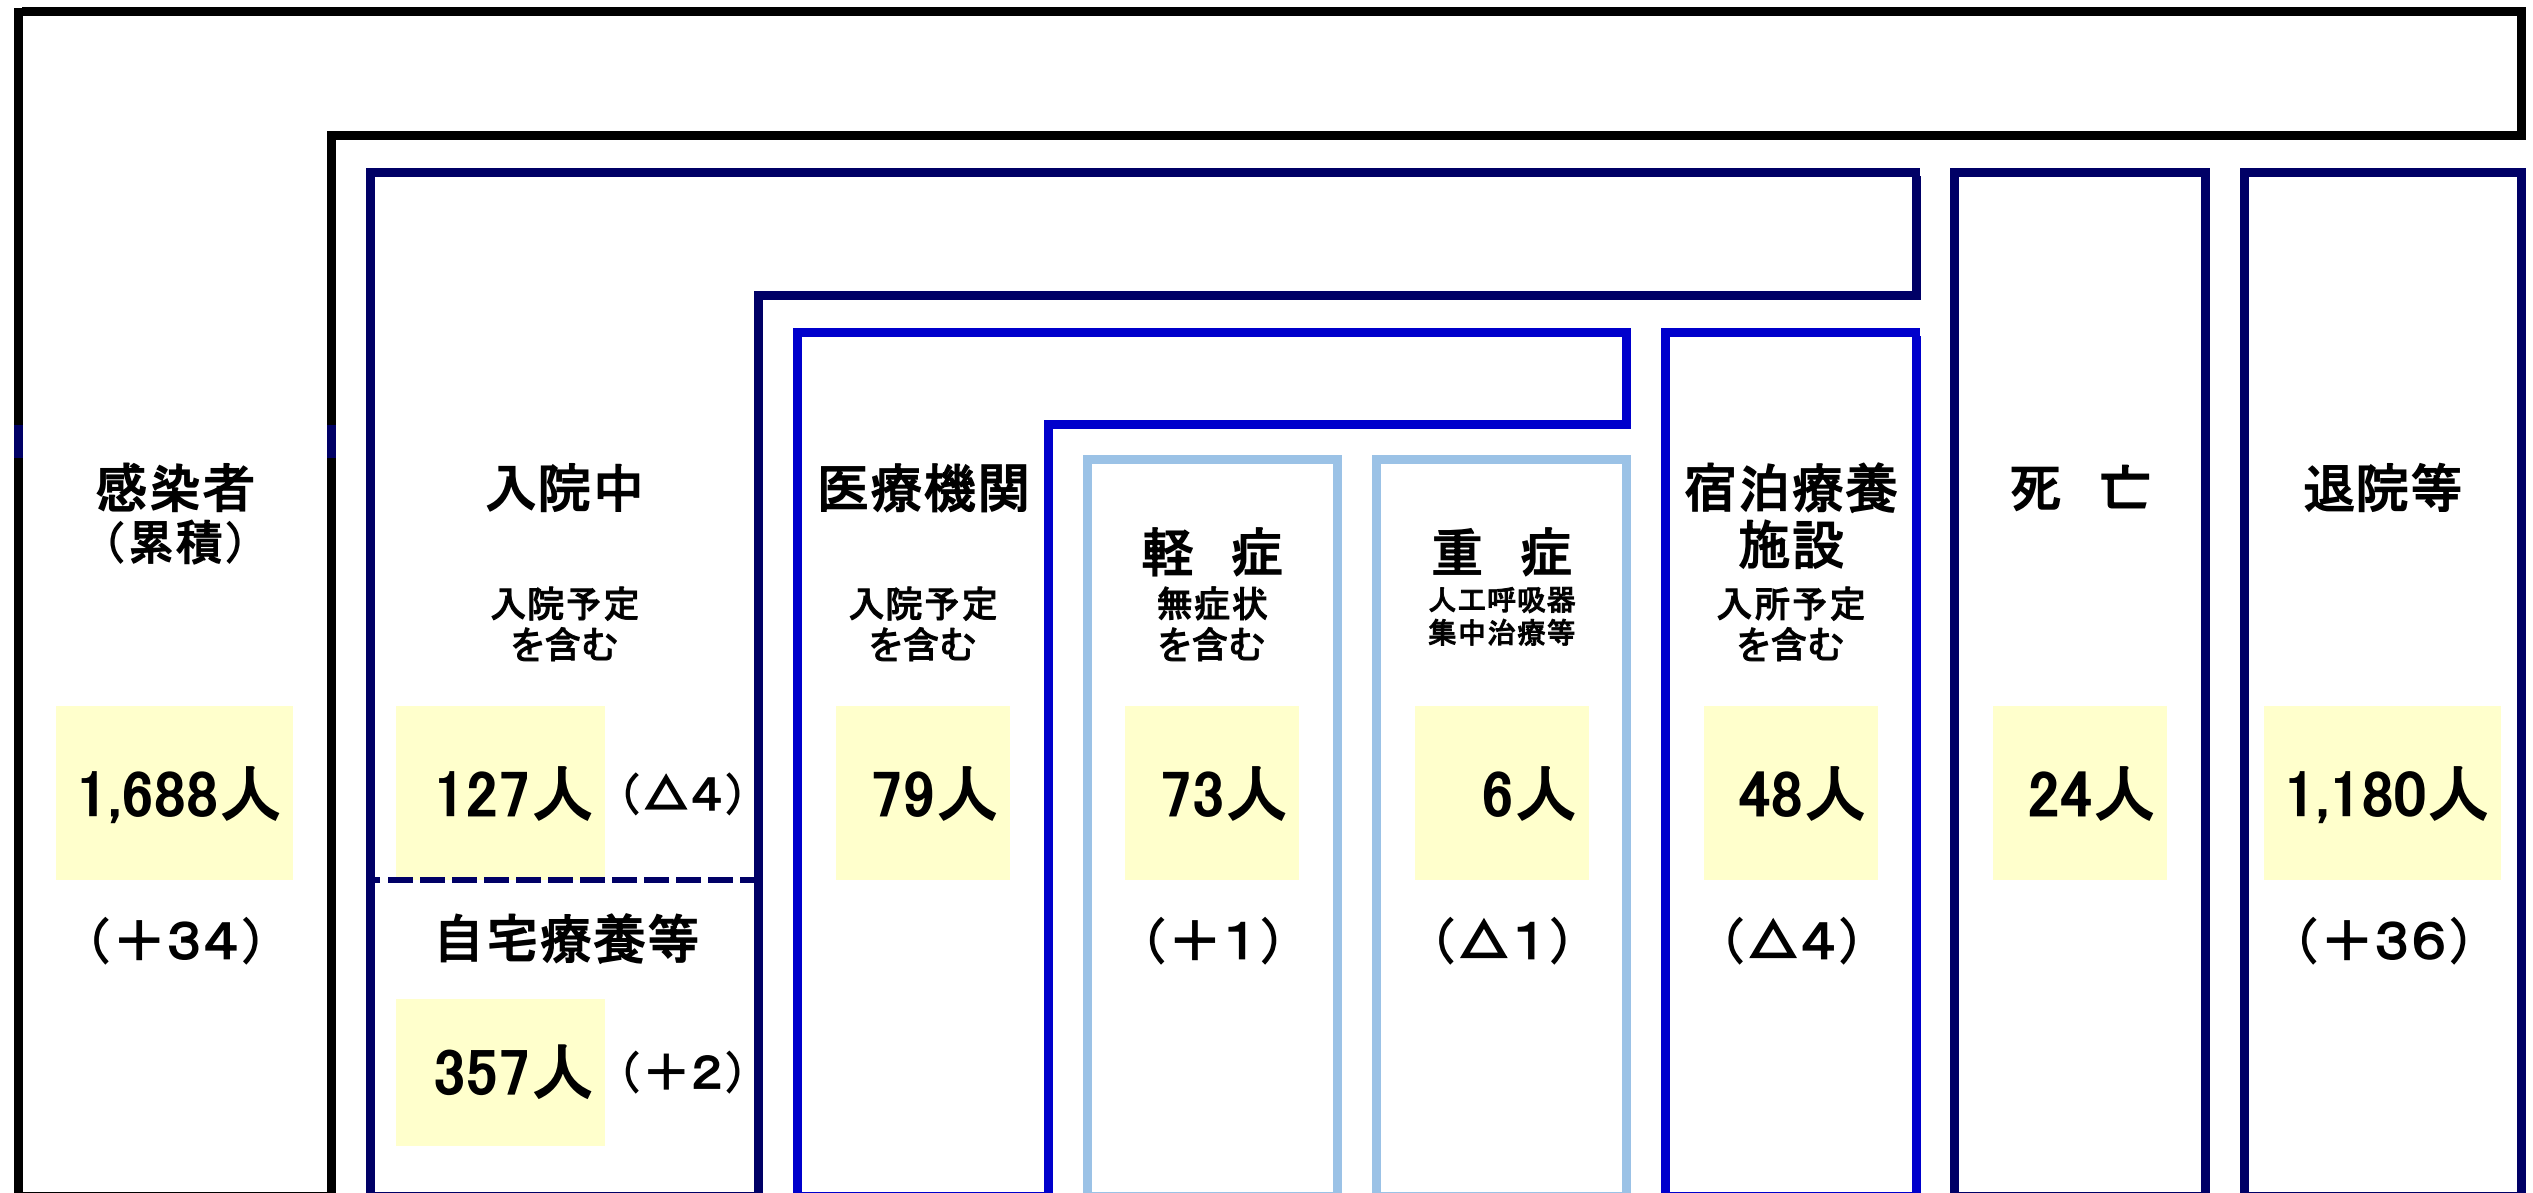 感染者
（累積）
1,688人
（＋34）
入院中
入院予定
を含む
127人（△4）
自宅療養等
357人（＋2）
医療機関
入院予定
を含む
79人
軽　症
無症状
を含む
73人
（＋1）
重　症
人工呼吸器
集中治療等
6人
（△1）
宿泊療養
施設
入所予定
を含む
48人
（△4）
死　亡
24人
退院等
1,180人
（＋36）